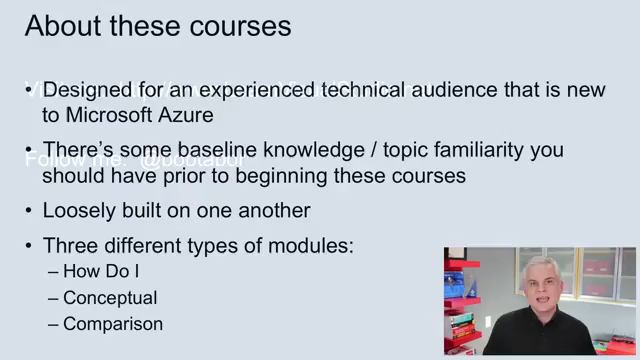 About these courses
• Designed for an experienced technical audience that is new
to Microsoft Azure
• There's some baseline knowledge / topic familiarity you
should have prior to beginning these courses
• Loosely built on one another
• Three different types of modules:
– How Do I
– Conceptual
– Comparison